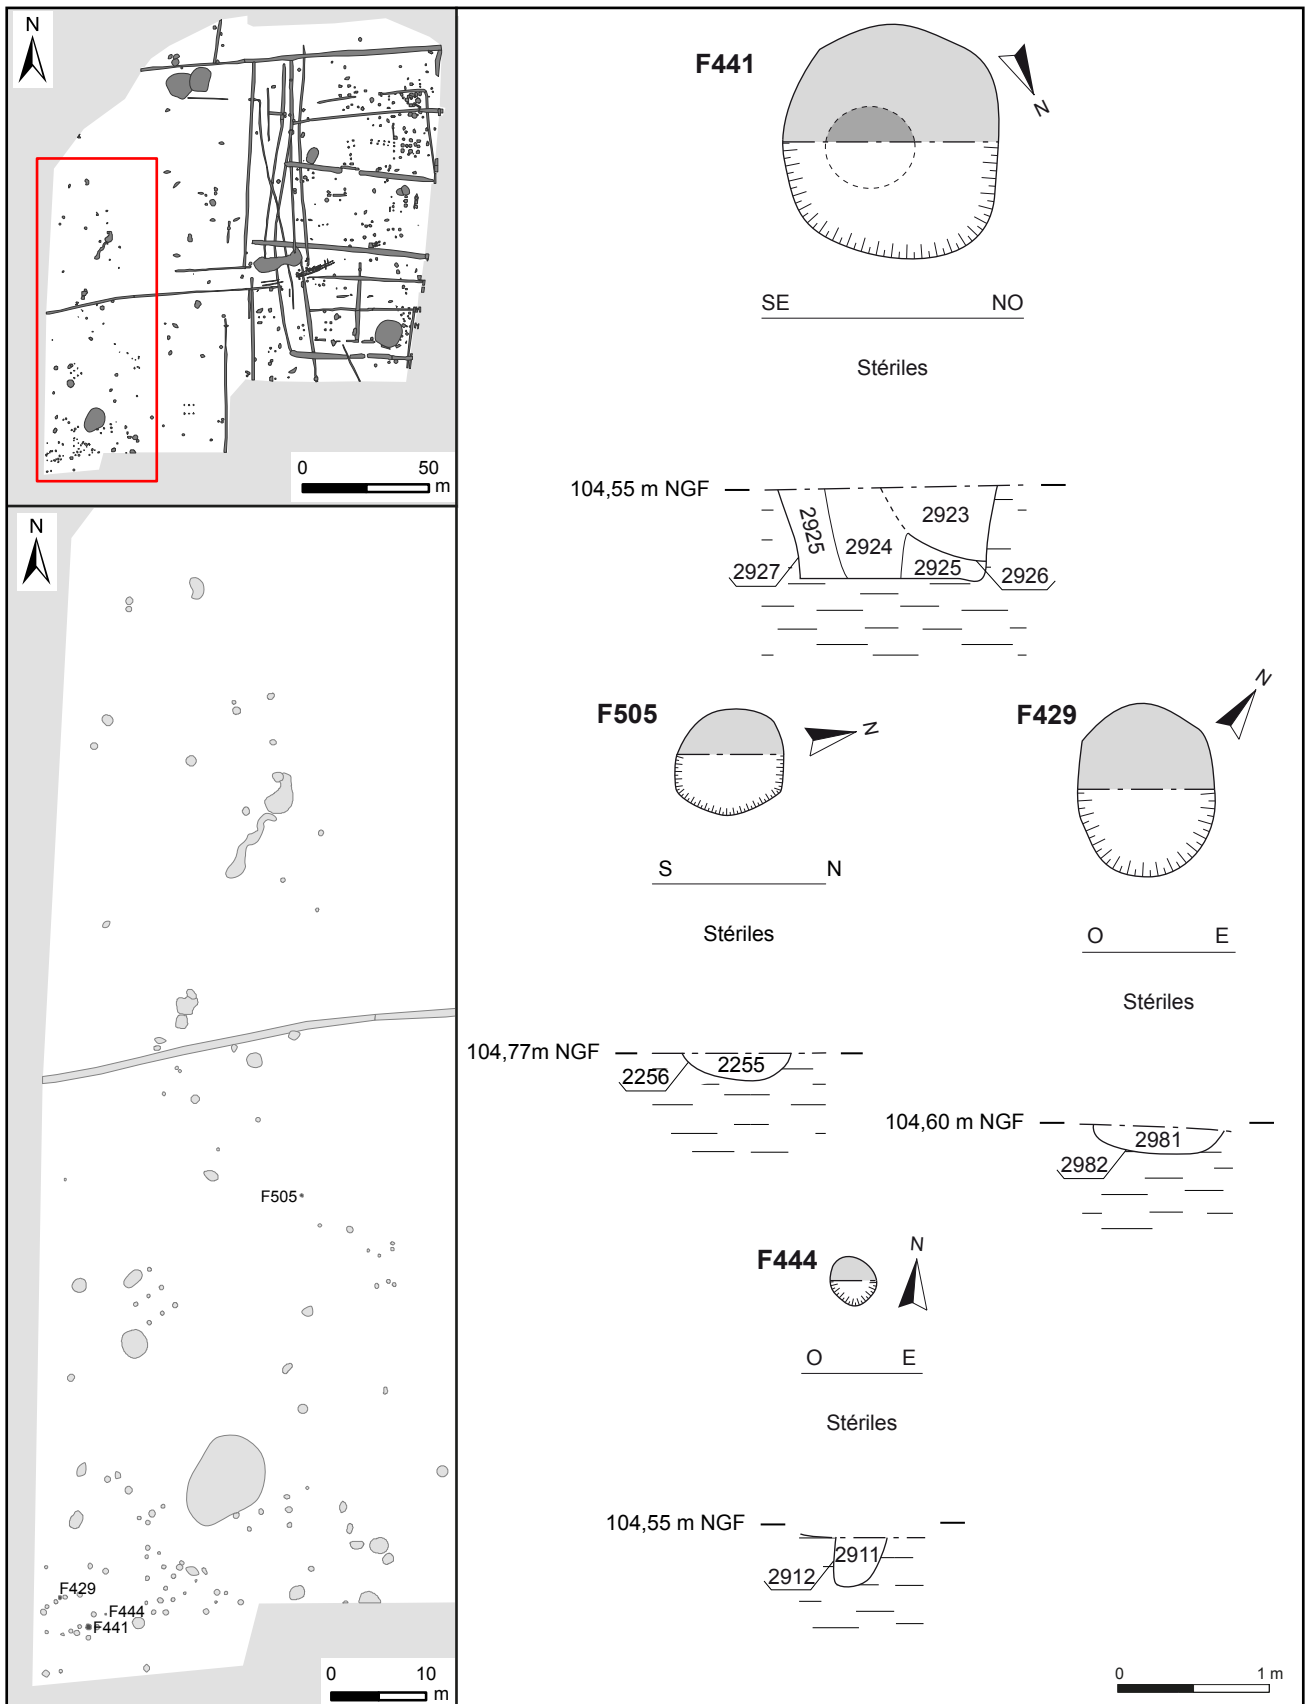 N
0 50
m
N
F505
F429
F444
F441
0 10
m
F441
N
SE NO
Stériles
104,55 m NGF
2925
2924
2923
2925
2927
2926
F505
N
S N
Stériles
104,77m NGF
2255
2256
F429
N
O E
Stériles
104,60 m NGF
2981
2982
F444
N
O E
Stériles
104,55 m NGF
2911
2912
0 1 m